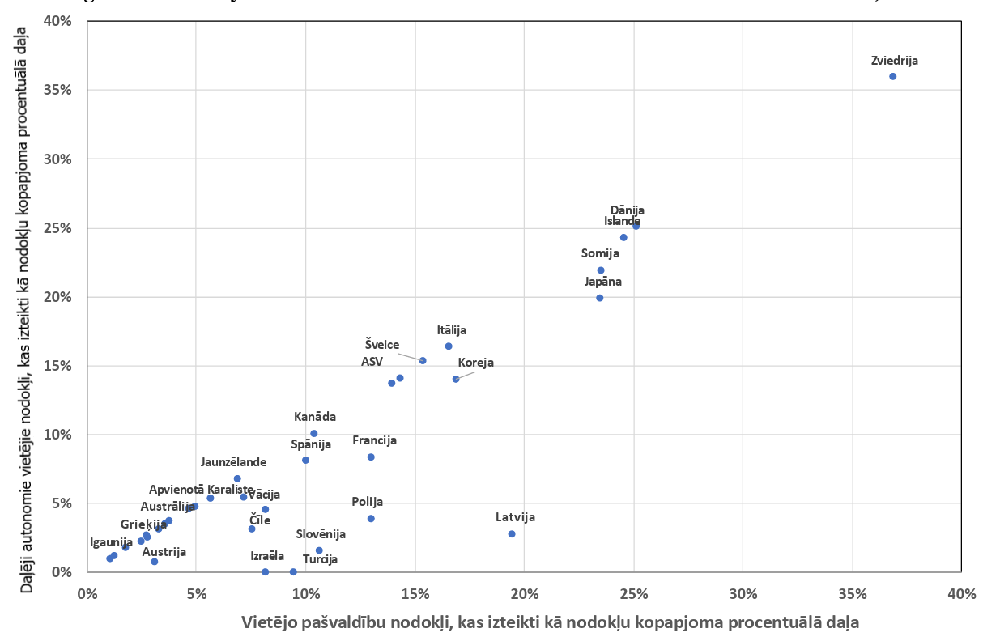 40%
35%
30%
25%
20%
15%
10%
5%
0%
Daļēji autonomie vietējie nodokļi, kas izteikti kā nodokļu kopapjoma procentuālā daļa
Zviedrija
Dānija
Islande
Somija
Japāna
Itālija
Šveice
ASV
Koreja
Kanāda
Francija
Spānija
Jaunzēlande
Apvienotā Karaliste
Vācija
Austrālija
Polija
Čīle
Latvija
Grieķija
Slovēnija
Igaunija
Austrija
Izraēla
Turcija
0%
5%
10%
15%
20%
25%
30%
35%
40%
Vietējo pašvaldību nodokļi, kas izteikti kā nodokļu kopapjoma procentuālā daļa